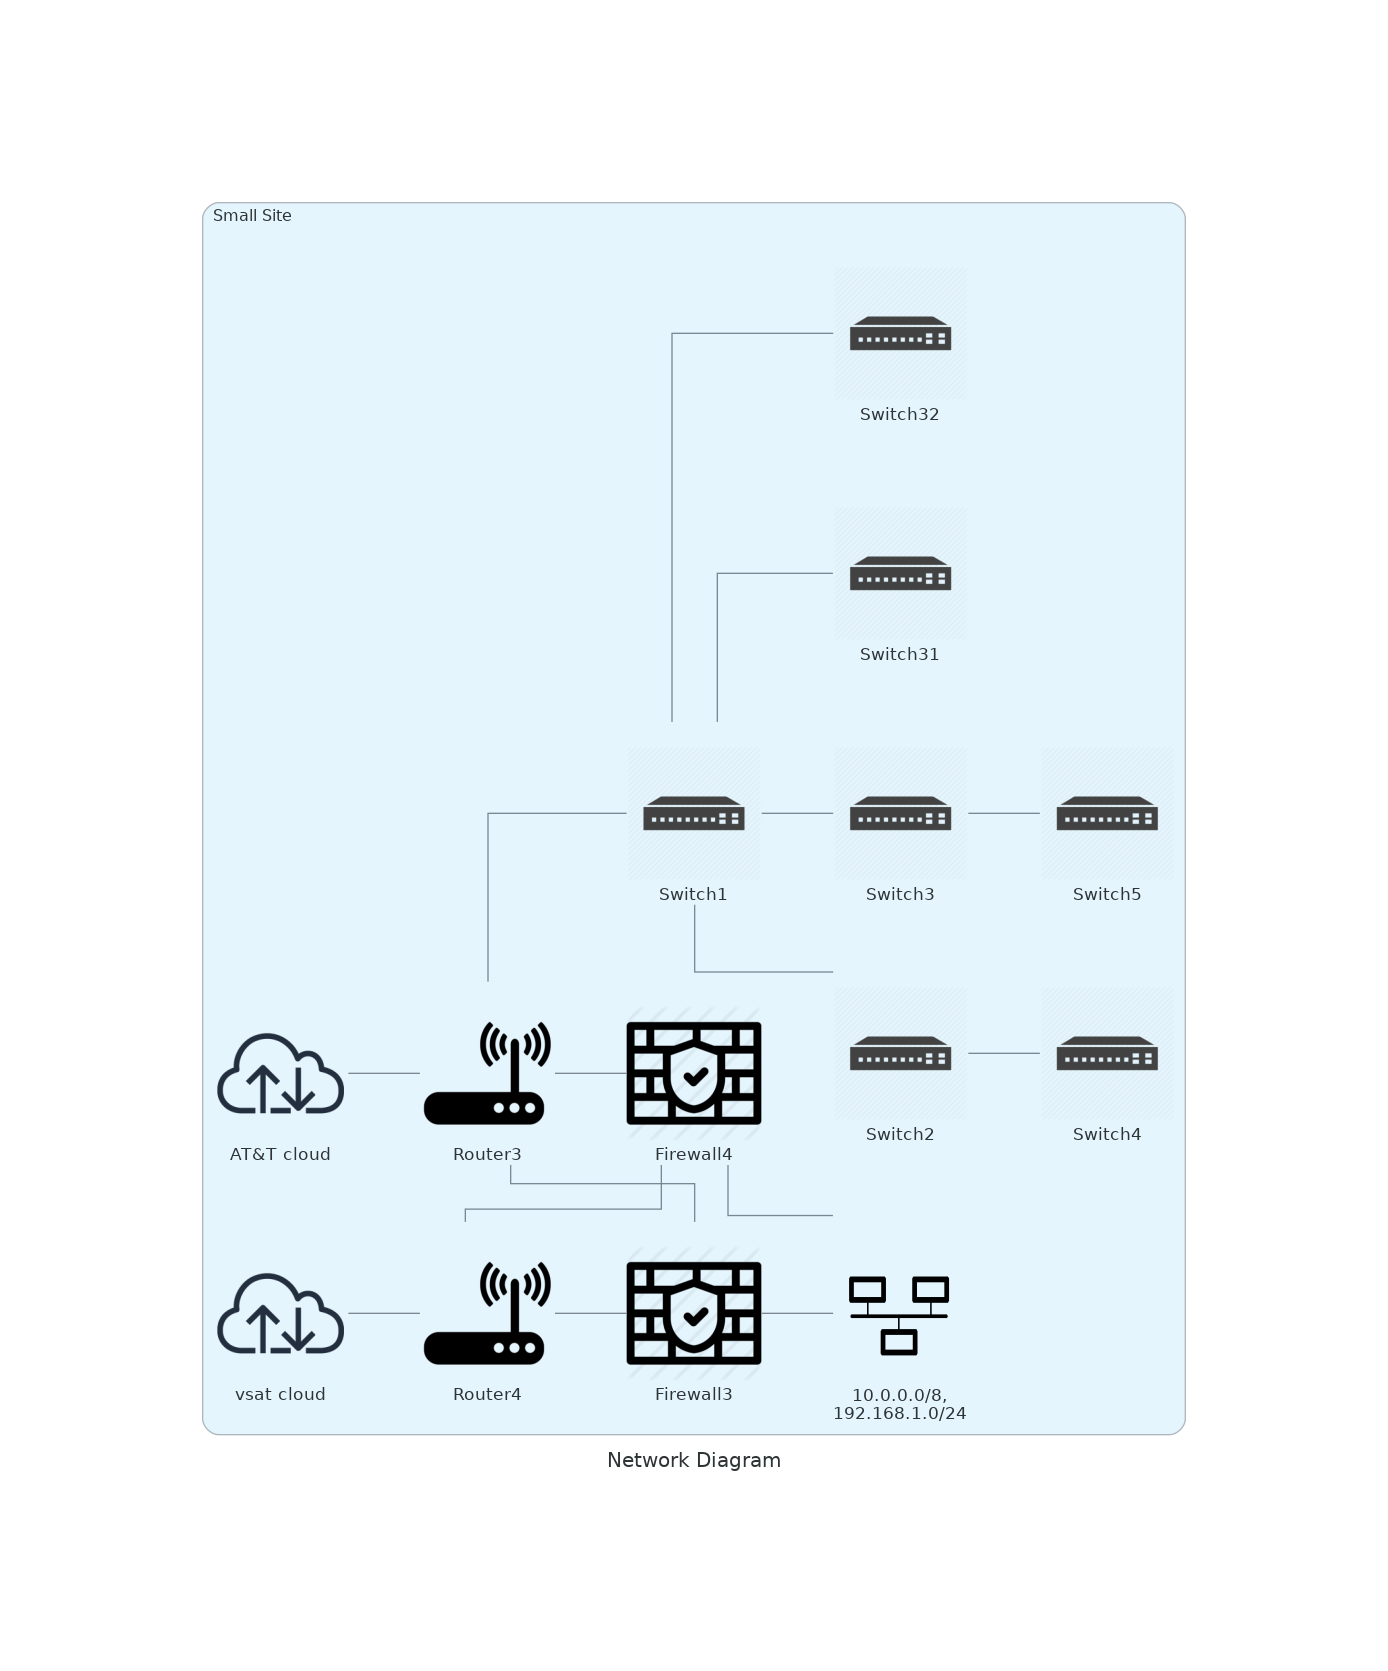 Small Site
Switch32
Switch31
Switch1
Switch3
Switch5
AT&T cloud
Router3
Firewall4
Switch2
Switch4
vsat cloud
Router4
Firewall3
10.0.0.0/8,
192.168.1.0/24
Network Diagram